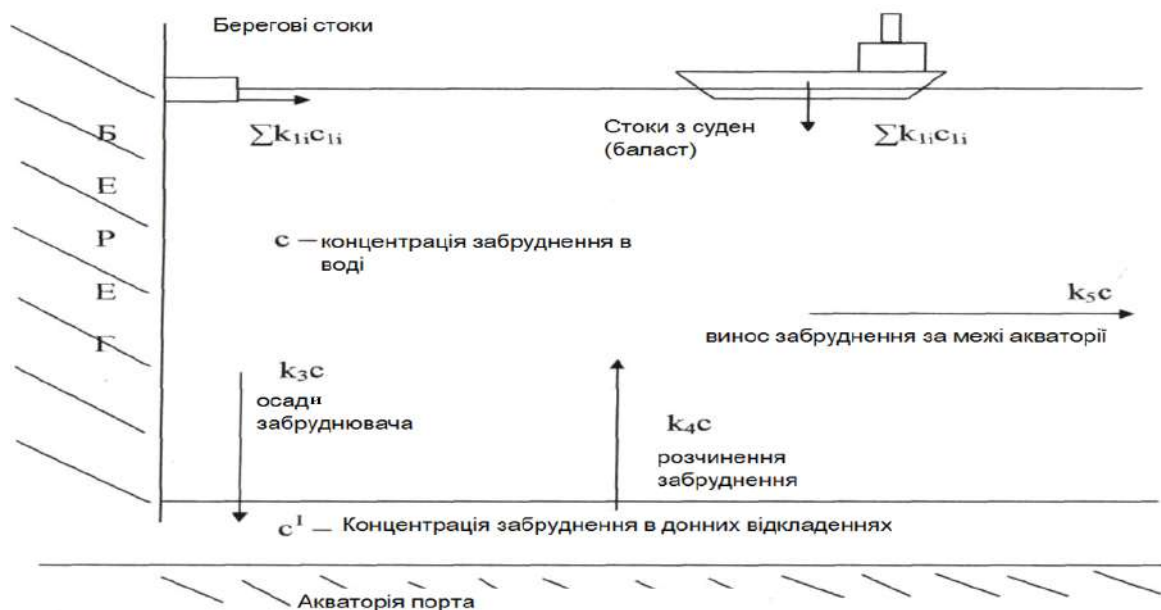 Берегові стоки
Б
Е
Р
Е
Г
∑k₁ᵢc₁ᵢ
Стоки з суден
(баласт)
∑k₁ᵢc₁ᵢ
c — концентрація забруднення в
воді
k₅c
винос забруднення за межі акваторії
k₃c
осади
забруднювача
k₄c
розчинення
забруднення
cᴵ — Концентрація забруднення в донних відкладеннях
Акваторія порта